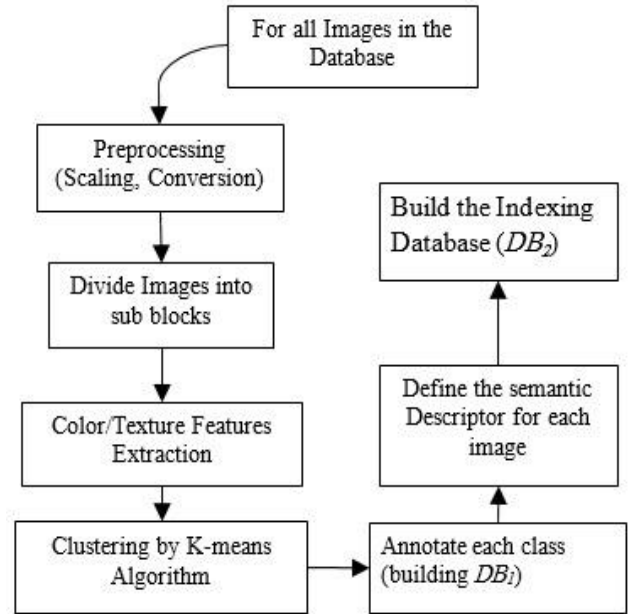 For all Images in the
Database
Preprocessing
(Scaling, Conversion)
Divide Images into
sub blocks
Color/Texture Features
Extraction
Clustering by K-means
Algorithm
Annotate each class
(building DB₁)
Define the semantic
Descriptor for each
image
Build the Indexing
Database (DB₂)